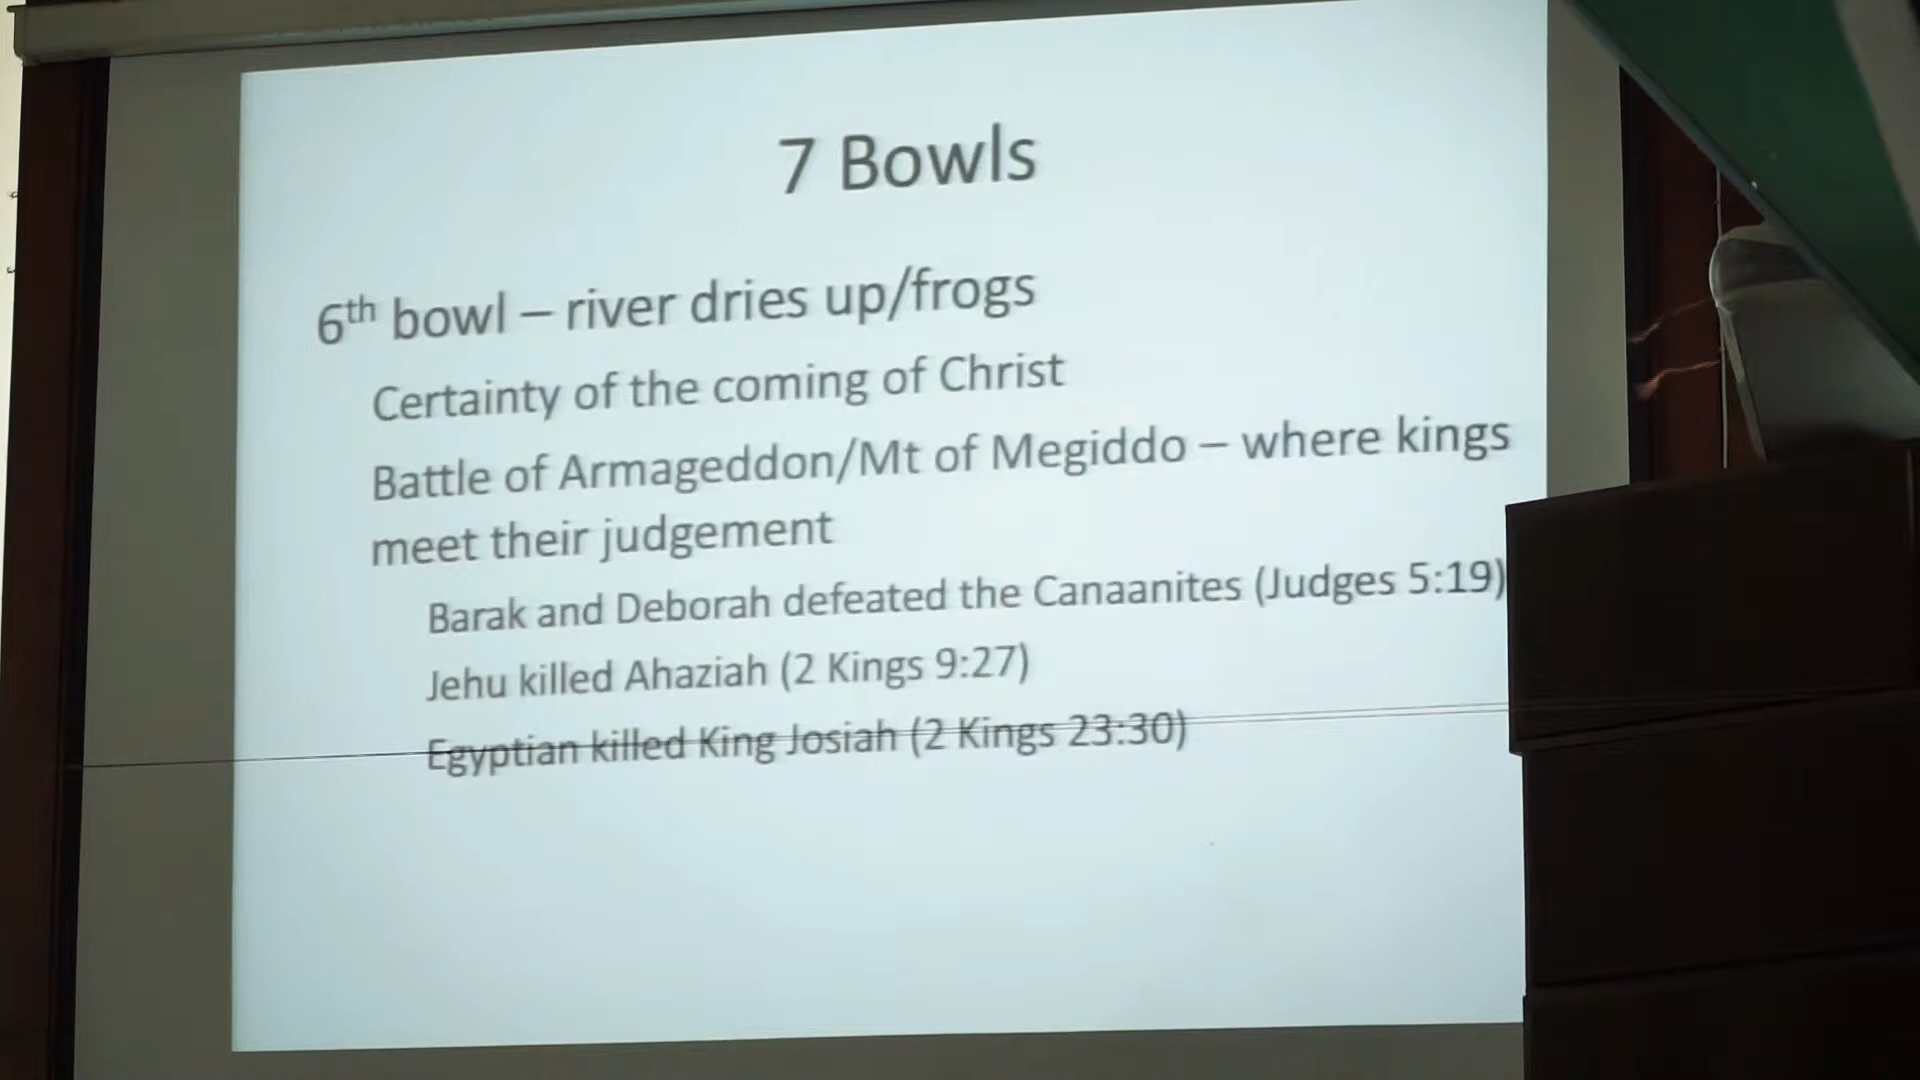 7 Bowls
6th bowl – river dries up/frogs
Certainty of the coming of Christ
Battle of Armageddon/Mt of Megiddo – where kings
meet their judgement
Barak and Deborah defeated the Canaanites (Judges 5:19)
Jehu killed Ahaziah (2 Kings 9:27)
Egyptian killed King Josiah (2 Kings 23:30)